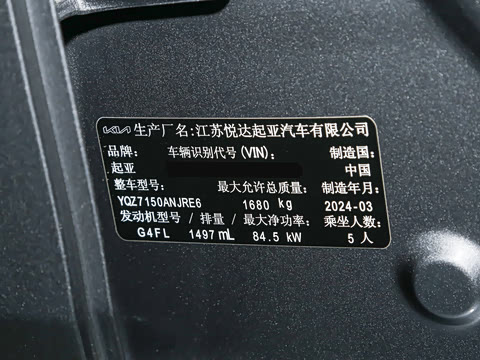 KIA 生产厂名:江苏悦达起亚汽车有限公司
品牌: 车辆识别代号(VIN): 制造国:
起亚 中国
整车型号: 最大允许总质量: 制造年月:
YQZ7150ANJRE6 1680 kg 2024-03
发动机型号/排量/最大净功率: 乘坐人数:
G4FL 1497mL 84.5 kW 5 人